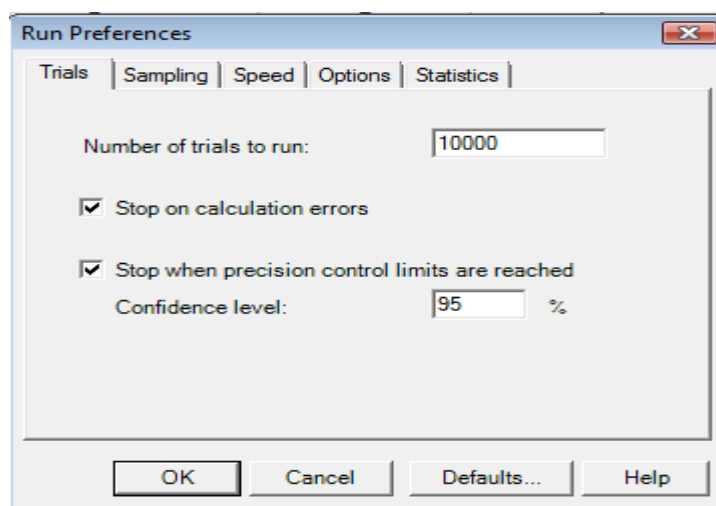 Run Preferences
Trials Sampling Speed Options Statistics
Number of trials to run: 10000
Stop on calculation errors
Stop when precision control limits are reached
Confidence level: 95 %
OK Cancel Defaults... Help